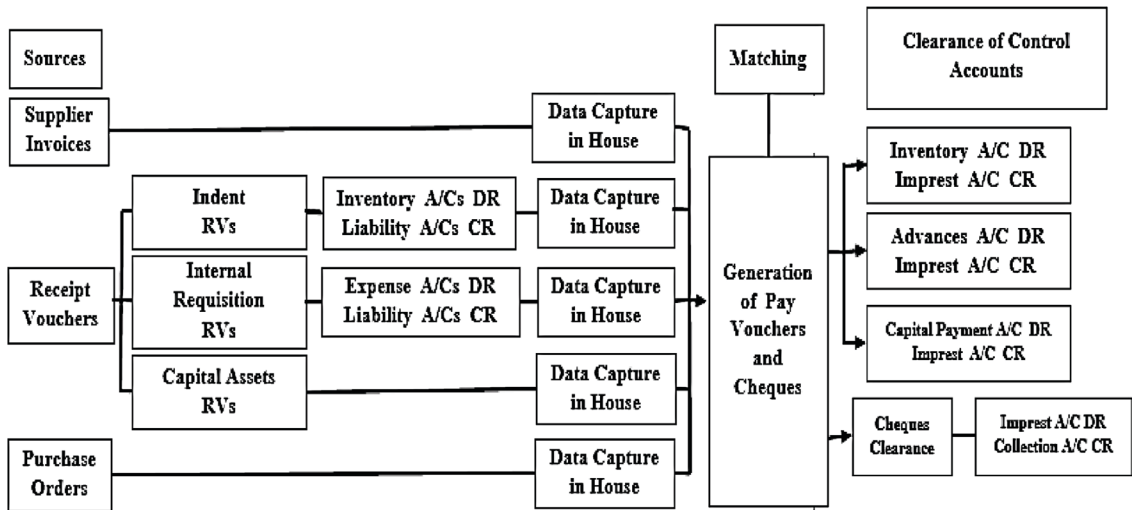 Sources
Matching
Clearance of Control
Accounts
Supplier
Invoices
Data Capture
in House
Indent
RVs
Inventory A/Cs DR
Liability A/Cs CR
Data Capture
in House
Receipt
Vouchers
Internal
Requisition
RVs
Expense A/Cs DR
Liability A/Cs CR
Data Capture
in House
Capital Assets
RVs
Data Capture
in House
Purchase
Orders
Data Capture
in House
Generation
of Pay
Vouchers
and
Cheques
Inventory A/C DR
Imprest A/C CR
Advances A/C DR
Imprest A/C CR
Capital Payment A/C DR
Imprest A/C CR
Cheques
Clearance
Imprest A/C DR
Collection A/C CR